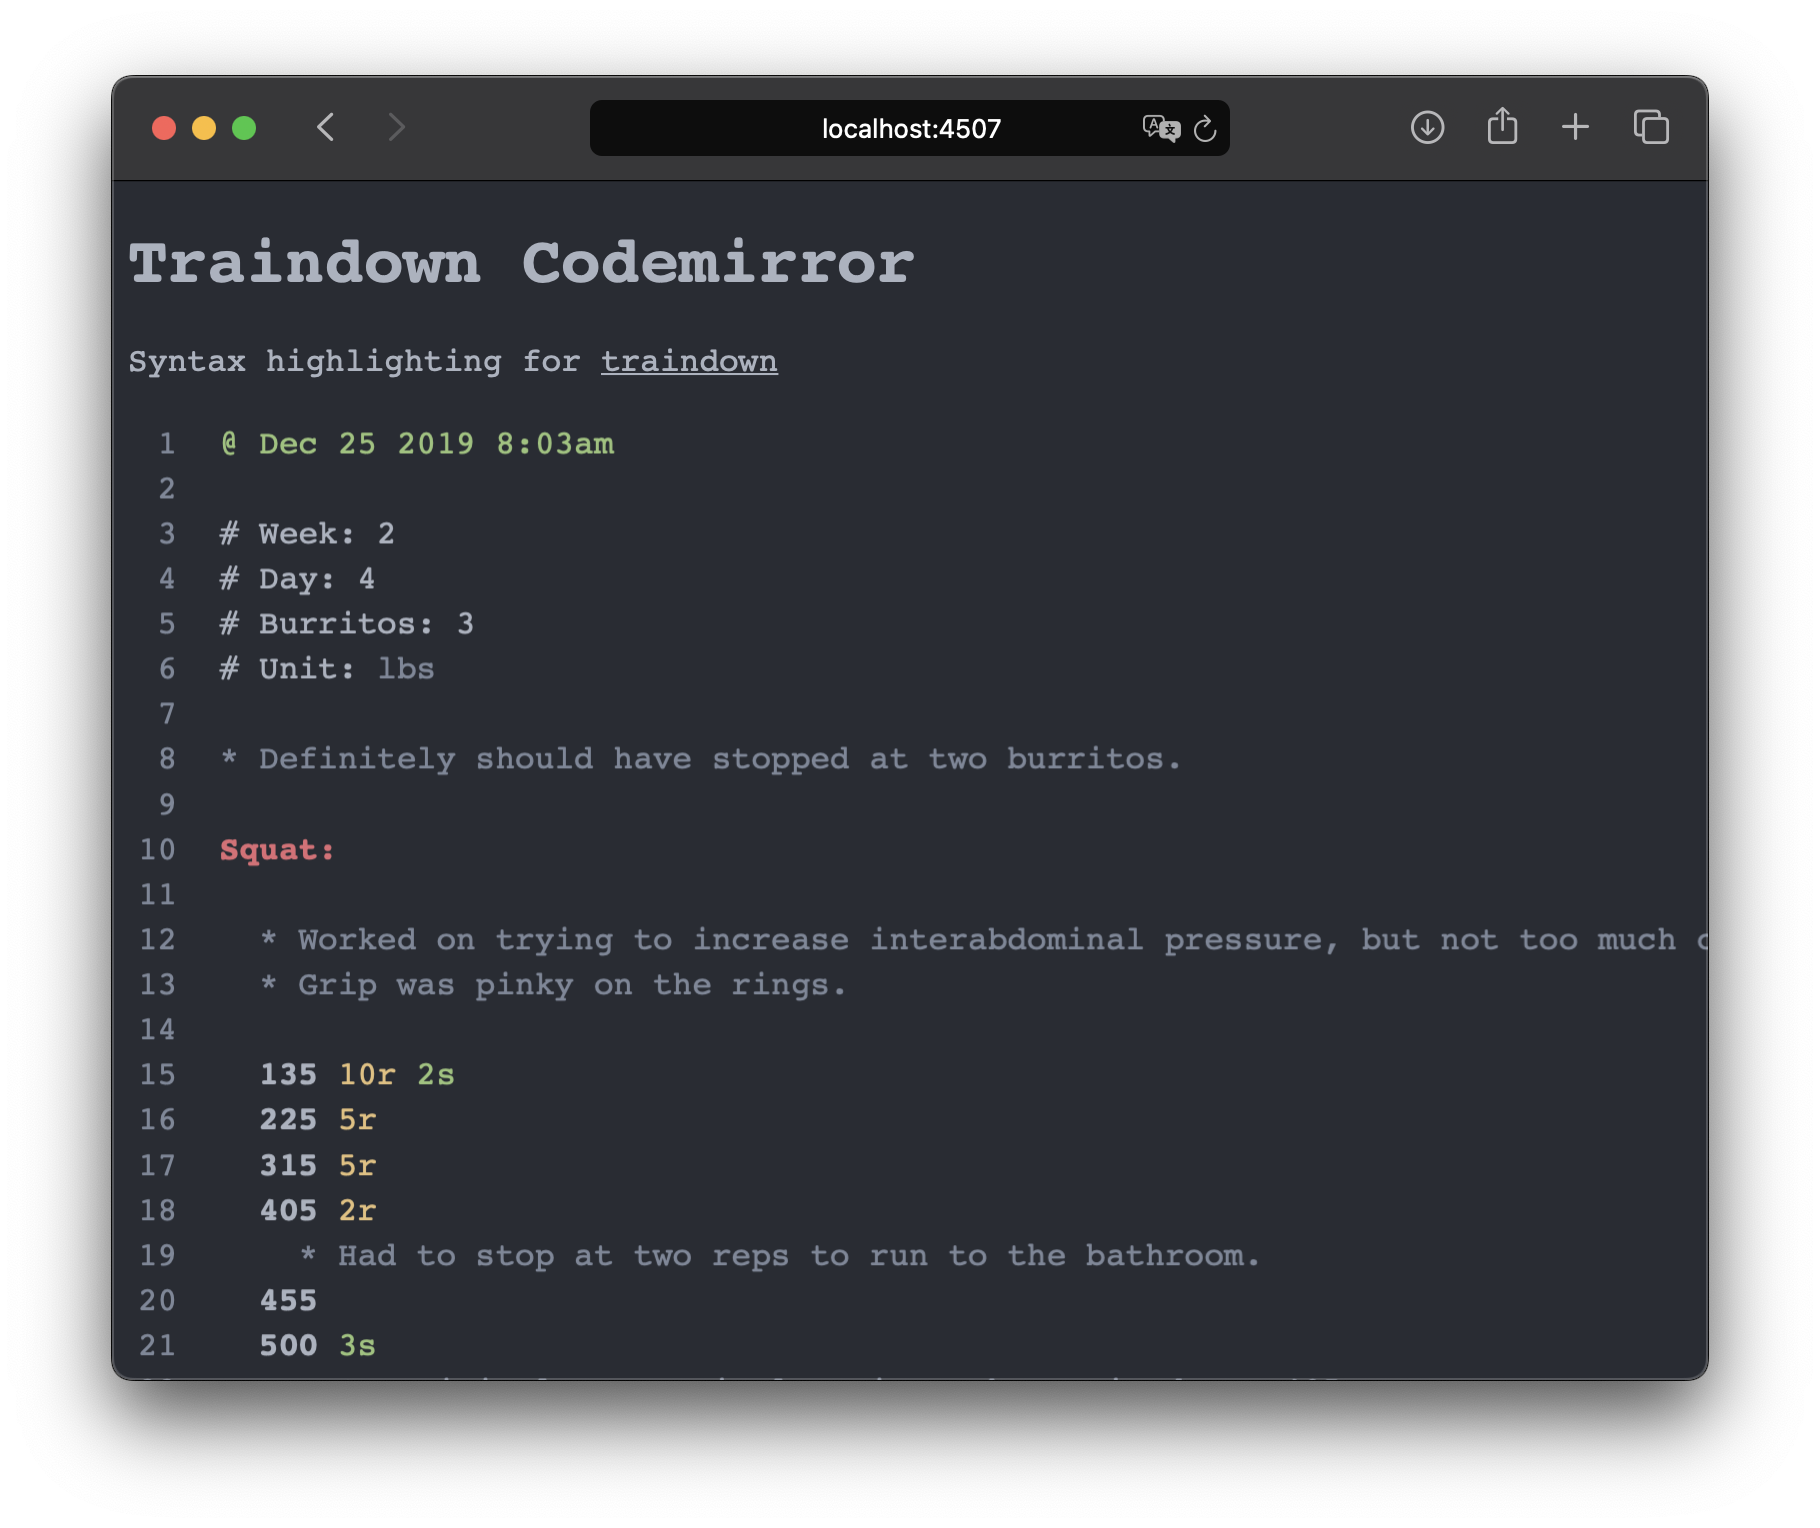 localhost:4507
Traindown Codemirror
Syntax highlighting for traindown
1 @ Dec 25 2019 8:03am
2
3 # Week: 2
4 # Day: 4
5 # Burritos: 3
6 # Unit: lbs
7
8 * Definitely should have stopped at two burritos.
9
10 Squat:
11
12 * Worked on trying to increase interabdominal pressure, but not too much
13 * Grip was pinky on the rings.
14
15 135 10r 2s
16 225 5r
17 315 5r
18 405 2r
19 * Had to stop at two reps to run to the bathroom.
20 455
21 500 3s